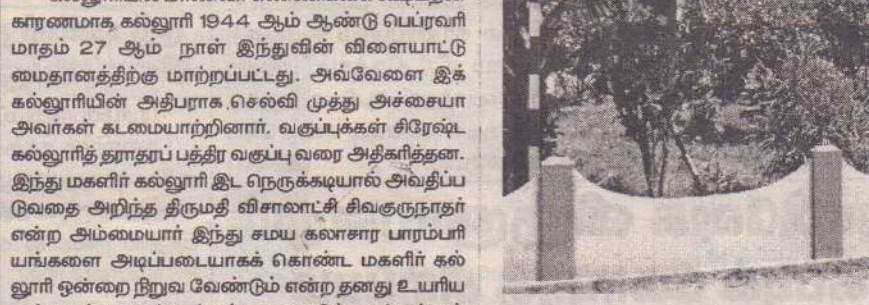 காரணமாக கல்லூரி 1944 ஆம் ஆண்டு பெப்ரவரி
மாதம் 27 ஆம் நாள் இந்துவின் விளையாட்டு
மைதானத்திற்கு மாற்றப்பட்டது. அவ்வேளை இக்
கல்லூரியின் அதிபராக செல்வி முத்து அச்சையா
அவர்கள் கடமையாற்றினார். வகுப்புக்கள் சிரேஷ்ட
கல்லூரித் தராதரப் பத்திர வகுப்பு வரை அதிகரித்தன.
இந்து மகளிர் கல்லூரி இட நெருக்கடியால் அவதிப்ப
டுவதை அறிந்த திருமதி விசாலாட்சி சிவகுருநாதர்
என்ற அம்மையார் இந்து சமய கலாசார பாரம்பரி
யங்களை அடிப்படையாகக் கொண்ட மகளிர் கல்
லூரி ஒன்றை நிறுவ வேண்டும் என்ற தனது உயரிய